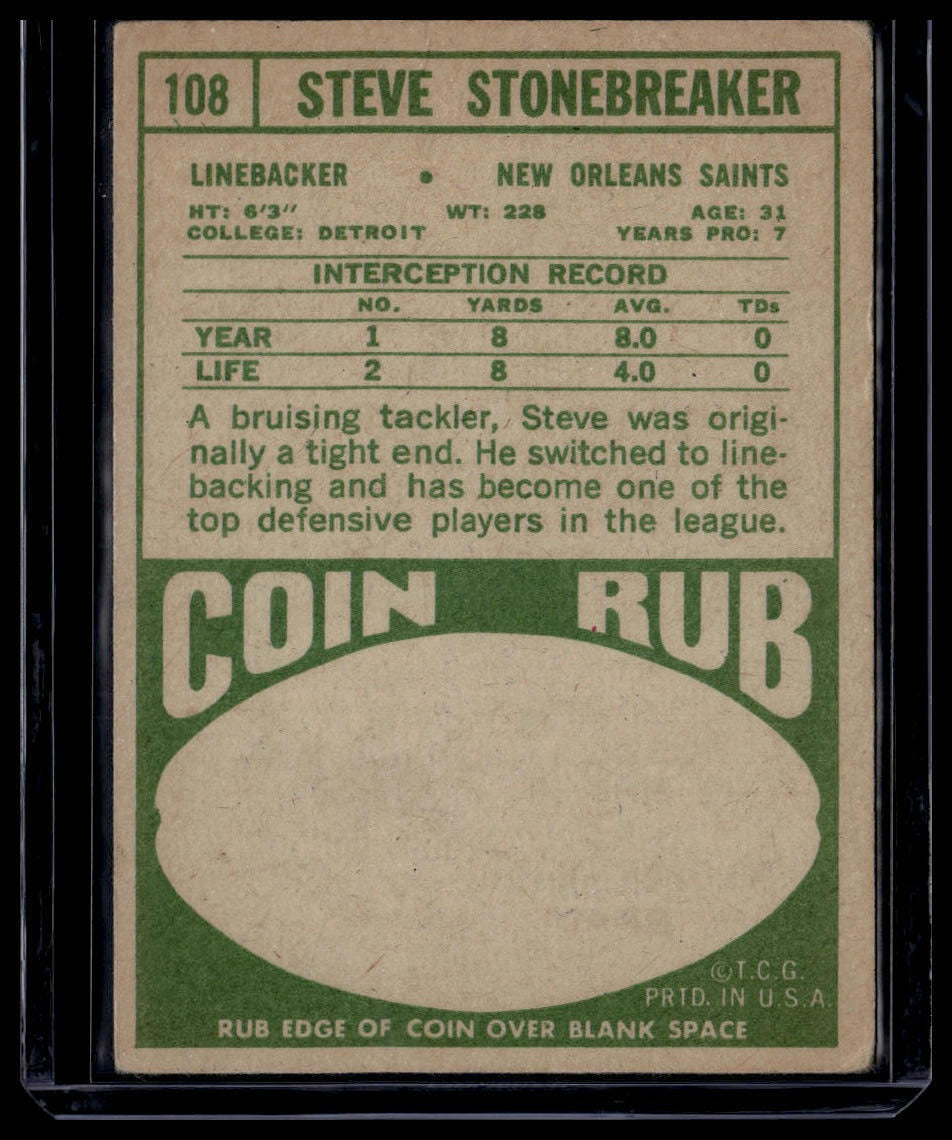 108 STEVE STONEBREAKER
LINEBACKER • NEW ORLEANS SAINTS
HT: 6'3" WT: 228 AGE: 31
COLLEGE: DETROIT YEARS PRO: 7
INTERCEPTION RECORD
NO. YARDS AVG. TDs
YEAR 1 8 8.0 0
LIFE 2 8 4.0 0
A bruising tackler, Steve was origi-
nally a tight end. He switched to line-
backing and has become one of the
top defensive players in the league.
COIN RUB
©T.C.G.
PRTD. IN U.S.A.
RUB EDGE OF COIN OVER BLANK SPACE